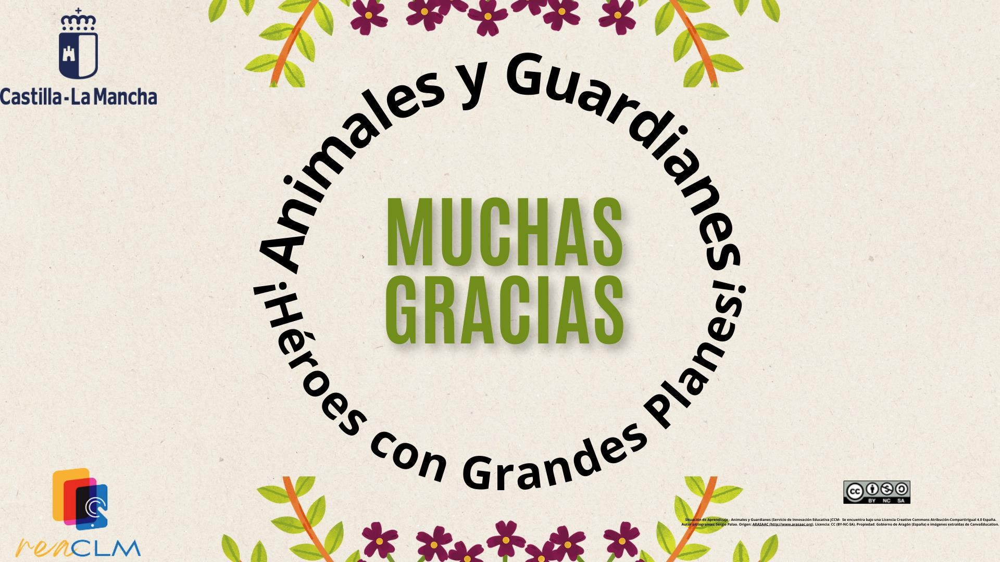 Castilla-La Mancha
Animales y Guardianes
MUCHAS
GRACIAS
¡Héroes con Grandes Planes!
reaCLM
cc
BY NC SA
Situación de Aprendizaje - Animales y Guardianes (Servicio de Innovación Educativa JCCM- Se encuentra bajo una Licencia Creative Commons Atribución-CompartirIgual 4.0 España.
Autor pictogramas: Sergio Palao. Origen: ARASAAC (http://www.arasaac.org). Licencia: CC (BY-NC-SA). Propiedad: Gobierno de Aragón (España) e imágenes extraídas de CanvaEducation.